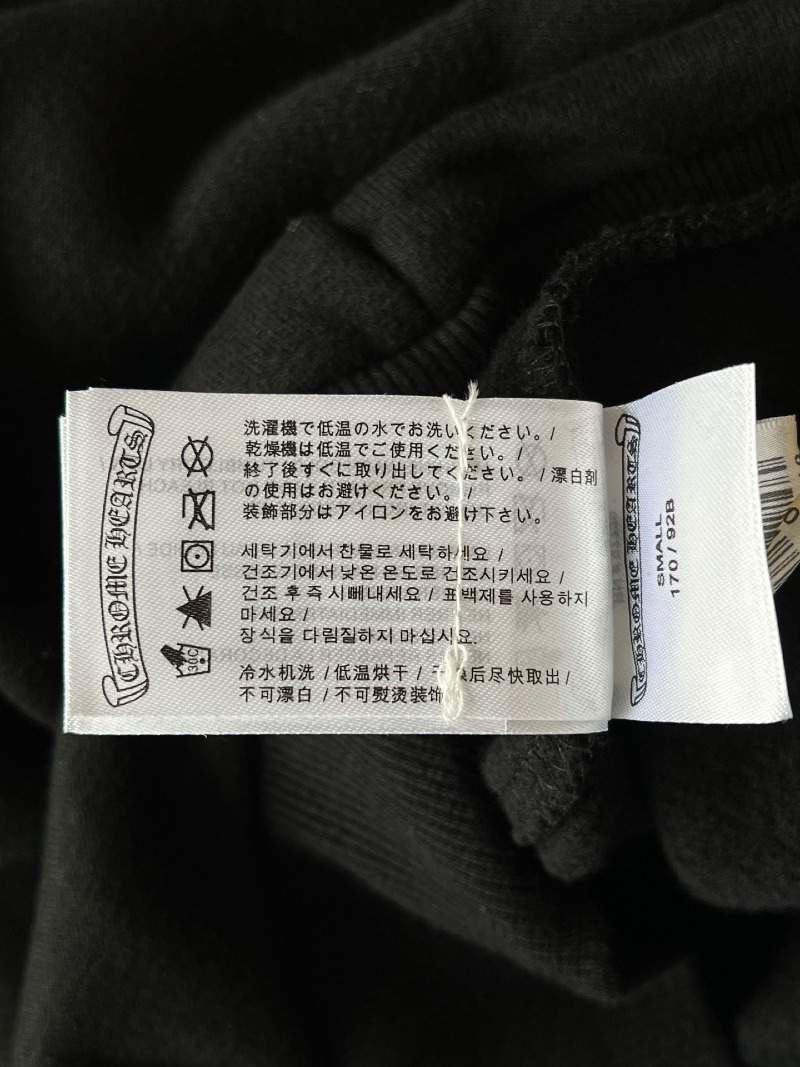 CHROME HEARTS
洗濯機で低温の水でお洗いください。/
乾燥機は低温でご使用ください。/
終了後すぐに取り出してください。/漂白剤
の使用はお避けください。/
装飾部分はアイロンをお避け下さい。
세탁기에서 찬물로 세탁하세요 /
건조기에서 낮은 온도로 건조시키세요 /
건조 후 즉시 빼내세요 / 표백제를 사용하지
마세요 /
장식을 다림질하지 마십시요.
冷水机洗 / 低温烘干 / 后尽快取出 /
不可漂白 / 不可熨烫装饰
30C
CHROME HEARTS
SMALL
170 / 92B